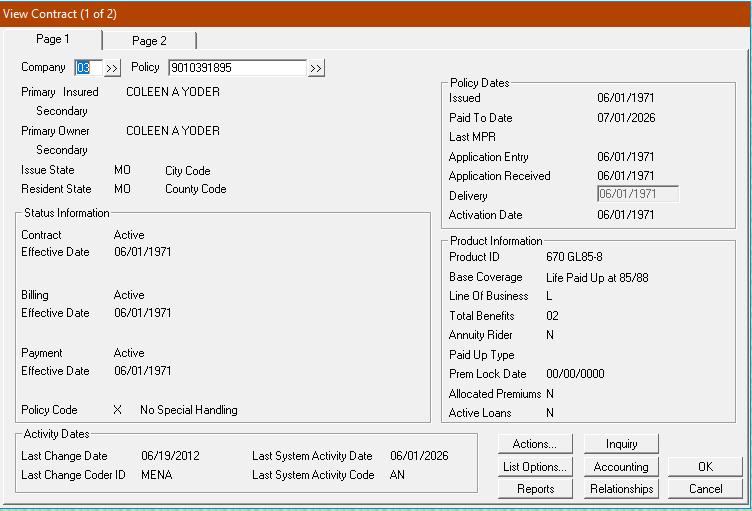 View Contract (1 of 2)
Page 1 Page 2
Company 03 >> Policy 9010391895 >>
Primary Insured COLEEN A YODER
Secondary
Primary Owner COLEEN A YODER
Secondary
Issue State MO City Code
Resident State MO County Code
Policy Dates
Issued 06/01/1971
Paid To Date 07/01/2026
Last MPR
Application Entry 06/01/1971
Application Received 06/01/1971
Delivery 06/01/1971
Activation Date 06/01/1971
Status Information
Contract Active
Effective Date 06/01/1971
Billing Active
Effective Date 06/01/1971
Payment Active
Effective Date 06/01/1971
Policy Code X No Special Handling
Product Information
Product ID 670 GL85-8
Base Coverage Life Paid Up at 85/88
Line Of Business L
Total Benefits 02
Annuity Rider N
Paid Up Type
Prem Lock Date 00/00/0000
Allocated Premiums N
Active Loans N
Activity Dates
Last Change Date 06/19/2012 Last System Activity Date 06/01/2026
Last Change Coder ID MENA Last System Activity Code AN
Actions... Inquiry
List Options... Accounting OK
Reports Relationships Cancel